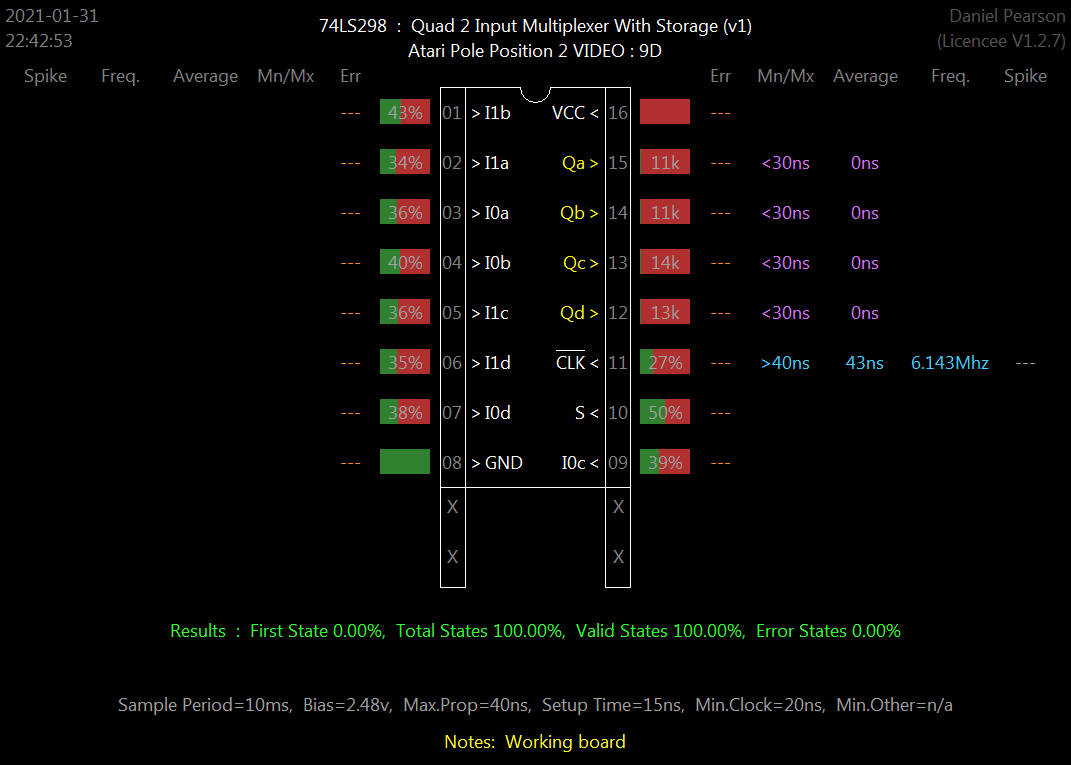 2021-01-31
22:42:53
74LS298 : Quad 2 Input Multiplexer With Storage (v1)
Atari Pole Position 2 VIDEO : 9D
Daniel Pearson
(Licencee V1.2.7)
Spike Freq. Average Mn/Mx Err Err Mn/Mx Average Freq. Spike
--- 43% 01 > I1b VCC < 16 ---
--- 34% 02 > I1a Qa > 15 11k --- <30ns 0ns
--- 36% 03 > I0a Qb > 14 11k --- <30ns 0ns
--- 40% 04 > I0b Qc > 13 14k --- <30ns 0ns
--- 36% 05 > I1c Qd > 12 13k --- <30ns 0ns
--- 35% 06 > I1d CLK < 11 27% --- >40ns 43ns 6.143Mhz ---
--- 38% 07 > I0d S < 10 50% ---
--- 08 > GND I0c < 09 39% ---
X X
X X
Results : First State 0.00%, Total States 100.00%, Valid States 100.00%, Error States 0.00%
Sample Period=10ms, Bias=2.48v, Max.Prop=40ns, Setup Time=15ns, Min.Clock=20ns, Min.Other=n/a
Notes: Working board